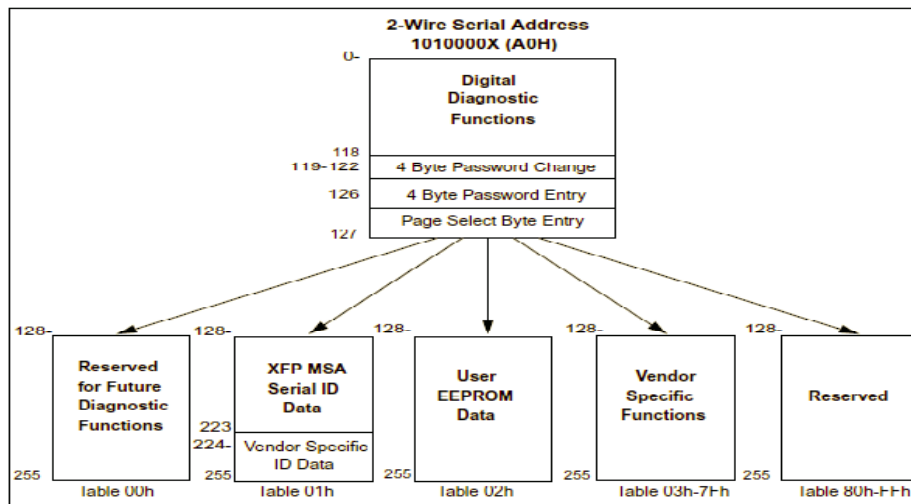 2-Wire Serial Address
1010000X (A0H)
0-
Digital
Diagnostic
Functions
118
119-122
4 Byte Password Change
126
4 Byte Password Entry
Page Select Byte Entry
127
128-
128-
128-
128-
128-
Reserved
for Future
Diagnostic
Functions
XFP MSA
Serial ID
Data
User
EEPROM
Data
Vendor
Specific
Functions
Reserved
223
224-
Vendor Specific
ID Data
255
255
255
255
255
Table 00h
Table 01h
Table 02h
Table 03h-7Fh
Table 80h-FFh